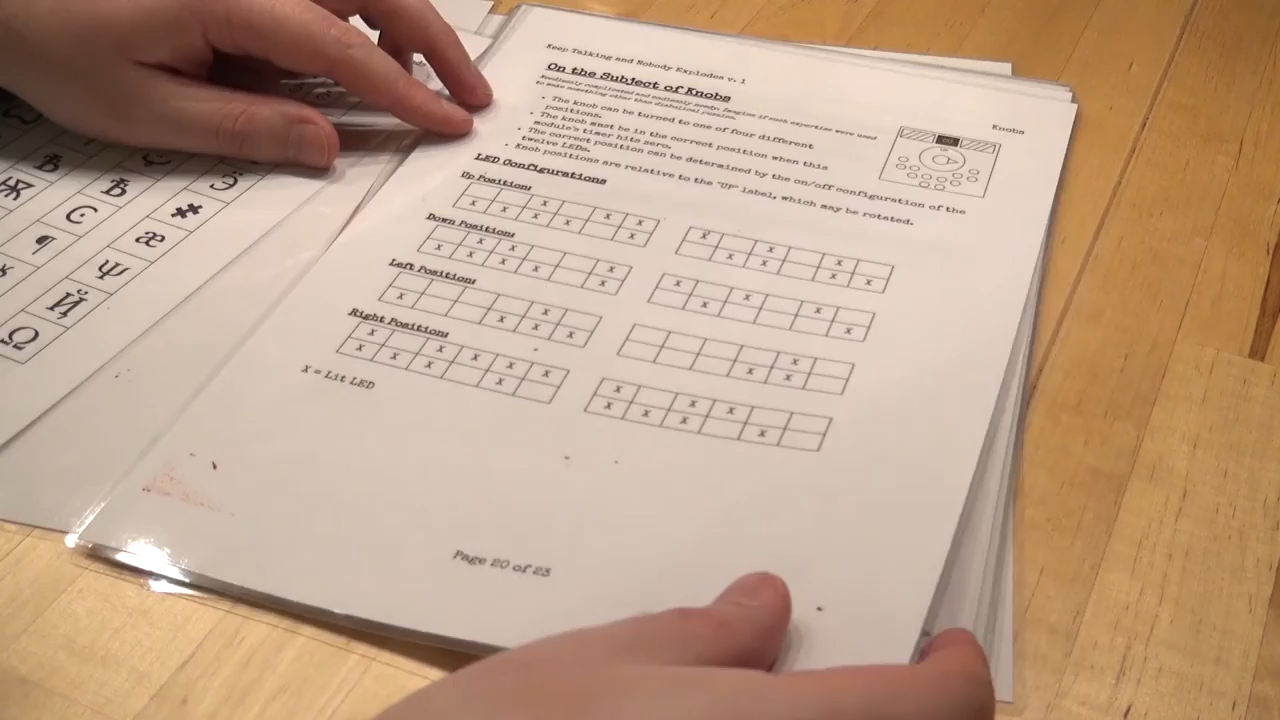 Keep Talking and Nobody Explodes v. 1
Knobs
On the Subject of Knobs
Needlessly complicated and endlessly needy. Imagine if such expertise were used
to make something other than diabolical puzzles.
• The knob can be turned to one of four different
positions.
• The knob must be in the correct position when this
module's timer hits zero.
• The correct position can be determined by the on/off configuration of the
twelve LEDs.
• Knob positions are relative to the "UP" label, which may be rotated.
LED Configurations
Up Position:
X X X
X X X X X
X X X
X X X
Down Position:
X X X
X X X X
X X X
X X
Left Position:
X
X X X X
X
X X
Right Position:
X X X X X
X X X X
X X X
X X X X
X = Lit LED
Page 20 of 23
Ѣ
Ѭ
Ѣ
Ͼ
¶
Ӭ
҂
æ
Ψ
Ҋ
Ω